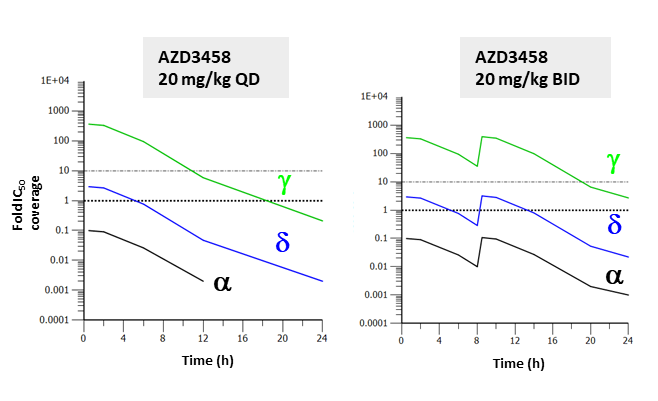 AZD3458
20 mg/kg QD
AZD3458
20 mg/kg BID
Fold IC50
coverage
1E+04
1000
100
10
1
0.1
0.01
0.001
0.0001
0 4 8 12 16 20 24
Time (h)
γ
δ
α
1E+04
1000
100
10
1
0.1
0.01
0.001
0.0001
0 4 8 12 16 20 24
Time (h)
γ
δ
α